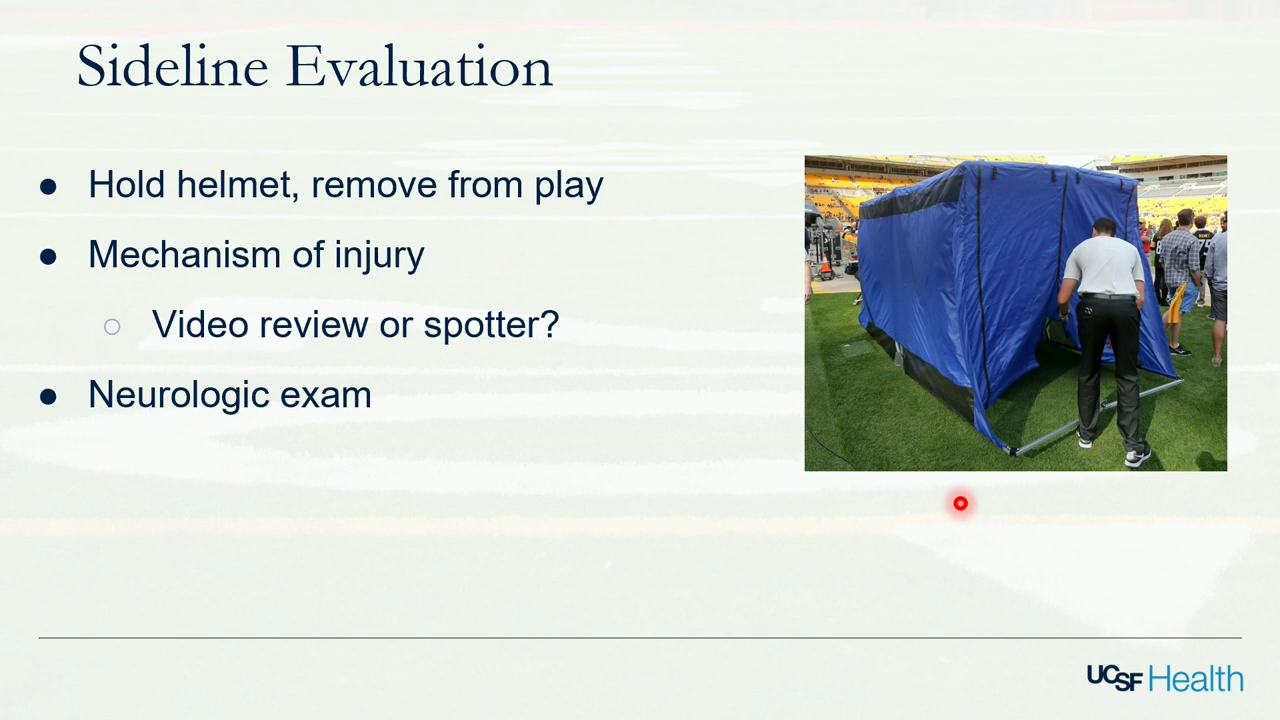 Sideline Evaluation
● Hold helmet, remove from play
● Mechanism of injury
○ Video review or spotter?
● Neurologic exam
UCSF Health